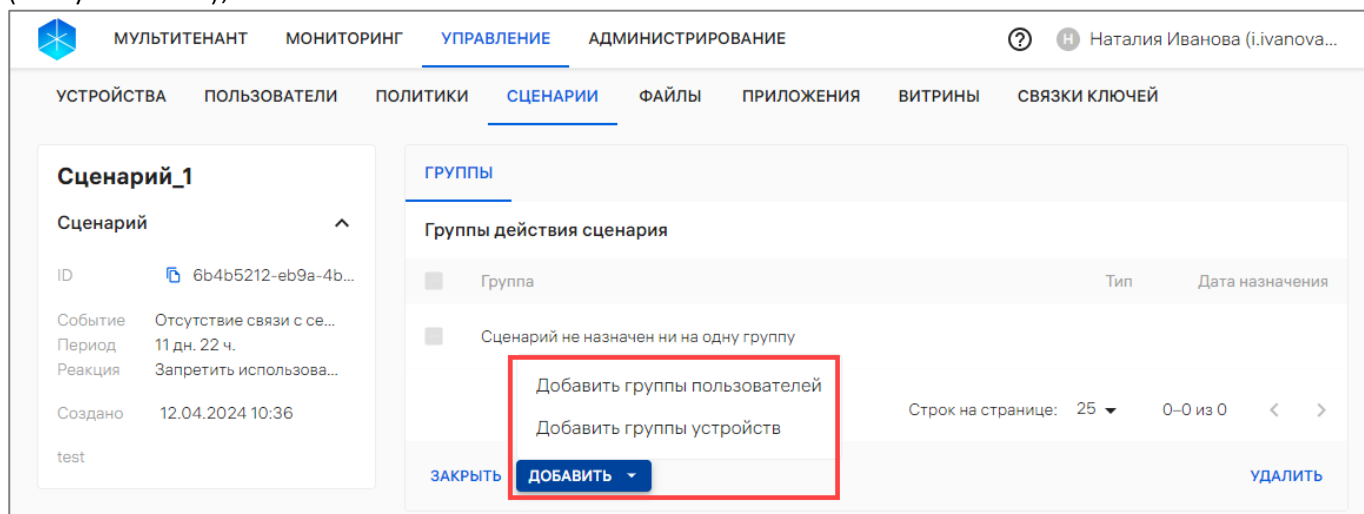 МУЛЬТИТЕНАНТ МОНИТОРИНГ УПРАВЛЕНИЕ АДМИНИСТРИРОВАНИЕ ? Н Наталия Иванова (i.ivanova...
УСТРОЙСТВА ПОЛЬЗОВАТЕЛИ ПОЛИТИКИ СЦЕНАРИИ ФАЙЛЫ ПРИЛОЖЕНИЯ ВИТРИНЫ СВЯЗКИ КЛЮЧЕЙ
Сценарий_1
Сценарий
ID 6b4b5212-eb9a-4b...
Событие Отсутствие связи с се...
Период 11 дн. 22 ч.
Реакция Запретить использова...
Создано 12.04.2024 10:36
test
ГРУППЫ
Группы действия сценария
Группа Тип Дата назначения
Сценарий не назначен ни на одну группу
Добавить группы пользователей
Добавить группы устройств
Строк на странице: 25 0–0 из 0
ЗАКРЫТЬ ДОБАВИТЬ УДАЛИТЬ